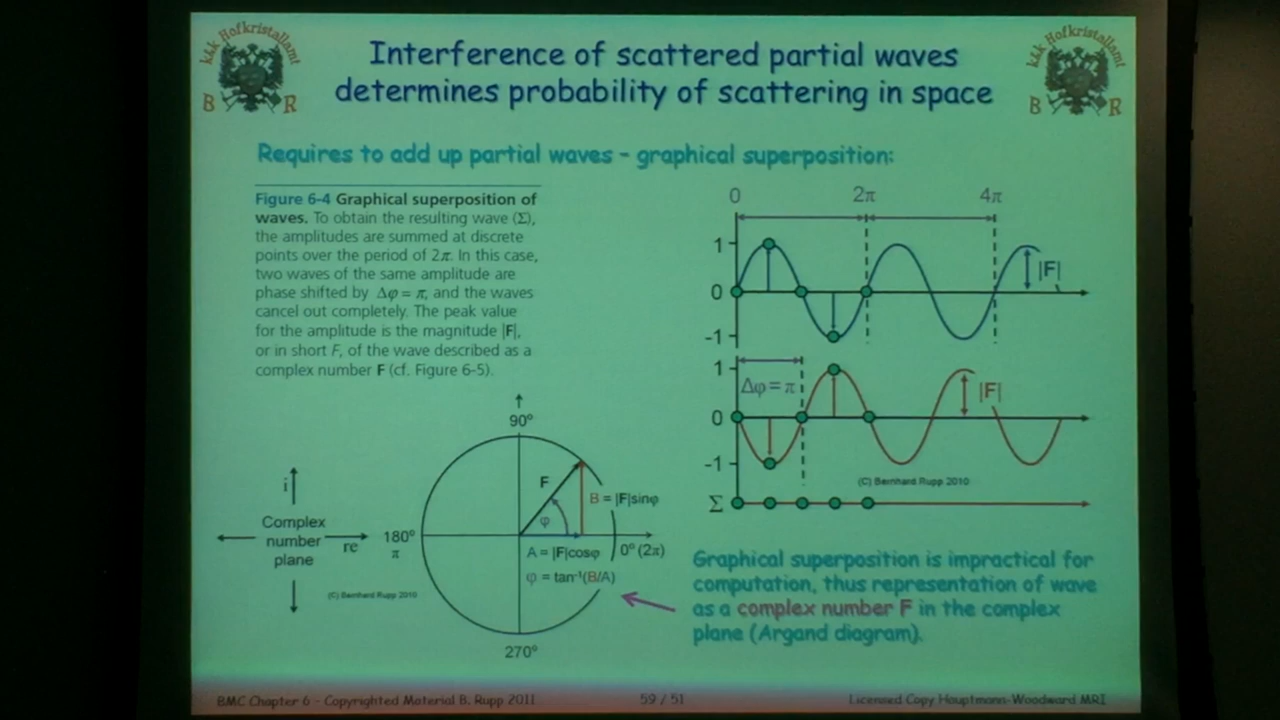 kkk Hofkristallamt
B R
Interference of scattered partial waves
determines probability of scattering in space
kkk Hofkristallamt
B R
Requires to add up partial waves – graphical superposition:
Figure 6-4 Graphical superposition of
waves. To obtain the resulting wave (Σ),
the amplitudes are summed at discrete
points over the period of 2π. In this case,
two waves of the same amplitude are
phase shifted by Δφ = π, and the waves
cancel out completely. The peak value
for the amplitude is the magnitude |F|,
or in short F, of the wave described as a
complex number F (cf. Figure 6-5).
0 2π 4π
1
0
-1
|F|
1
Δφ = π
|F|
0
-1
(C) Bernhard Rupp 2010
Σ
90°
F
B = |F|sinφ
φ
i
Complex
number
plane
re
180°
π
A = |F|cosφ
0° (2π)
φ = tan⁻¹(B/A)
(C) Bernhard Rupp 2010
270°
Graphical superposition is impractical for
computation, thus representation of wave
as a complex number F in the complex
plane (Argand diagram).
BMC Chapter 6 – Copyrighted Material B. Rupp 2011
59 / 51
Licensed Copy Hauptmann-Woodward MRI